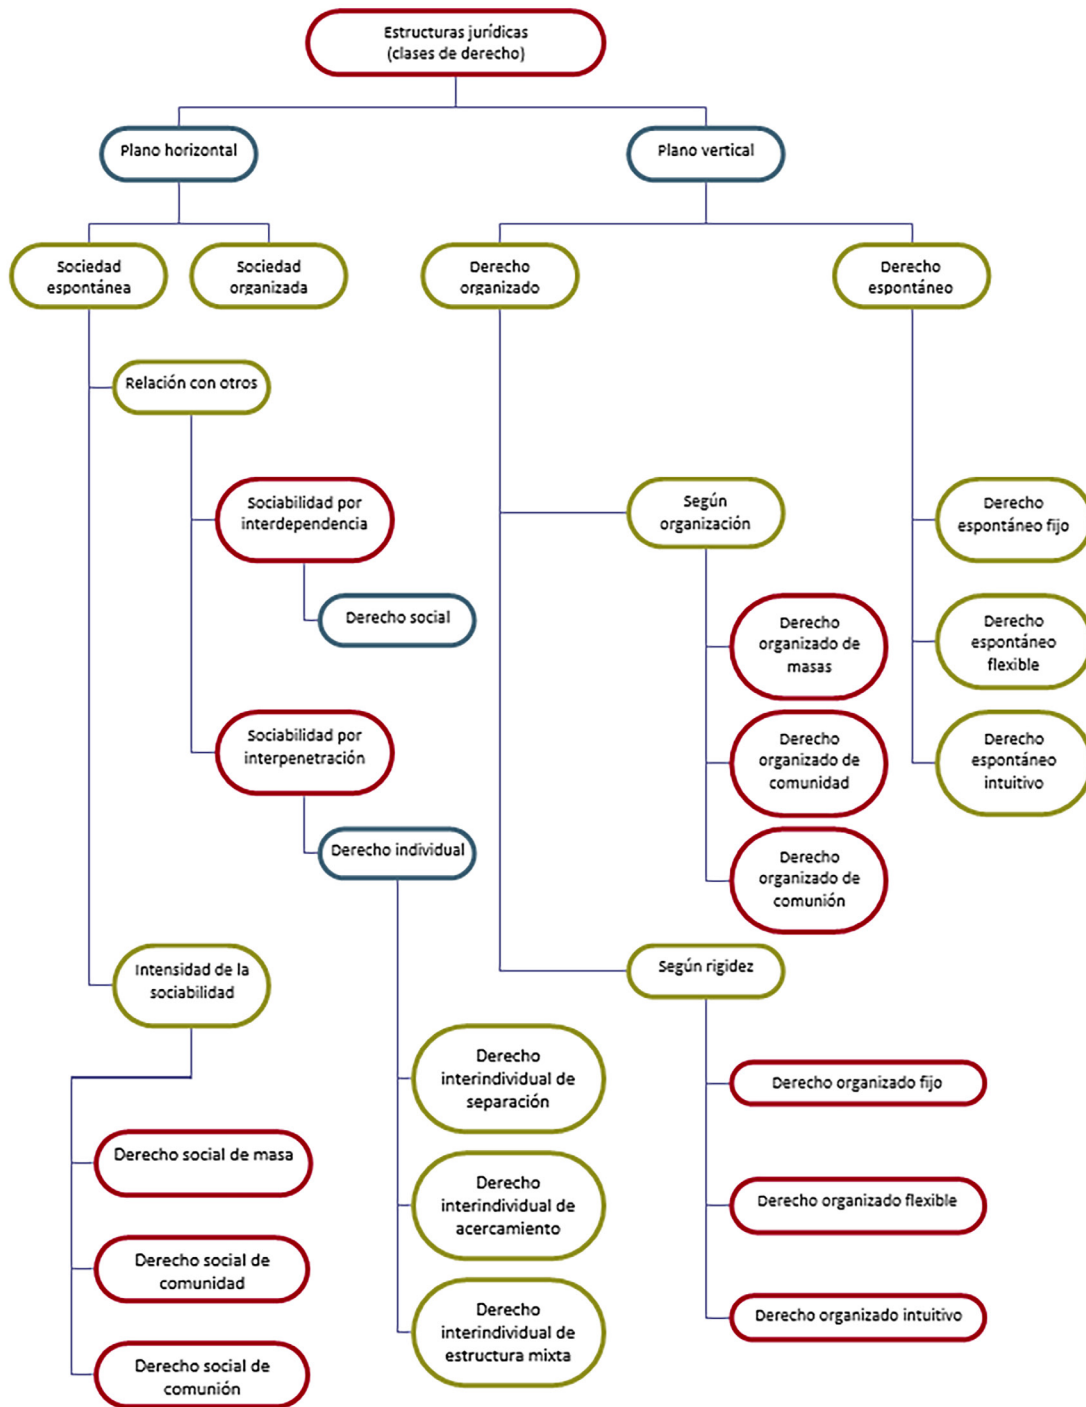 Estructuras jurídicas
(clases de derecho)
Plano horizontal
Plano vertical
Sociedad
espontánea
Sociedad
organizada
Derecho
organizado
Derecho
espontáneo
Relación con otros
Sociabilidad por
interdependencia
Derecho social
Sociabilidad por
interpenetración
Derecho individual
Derecho
interindividual de
separación
Derecho
interindividual de
acercamiento
Derecho
interindividual de
estructura mixta
Intensidad de la
sociabilidad
Derecho social de masa
Derecho social de
comunidad
Derecho social de
comunión
Según
organización
Derecho
organizado de
masas
Derecho
organizado de
comunidad
Derecho
organizado de
comunión
Según rigidez
Derecho organizado fijo
Derecho organizado flexible
Derecho organizado intuitivo
Derecho
espontáneo fijo
Derecho
espontáneo
flexible
Derecho
espontáneo
intuitivo